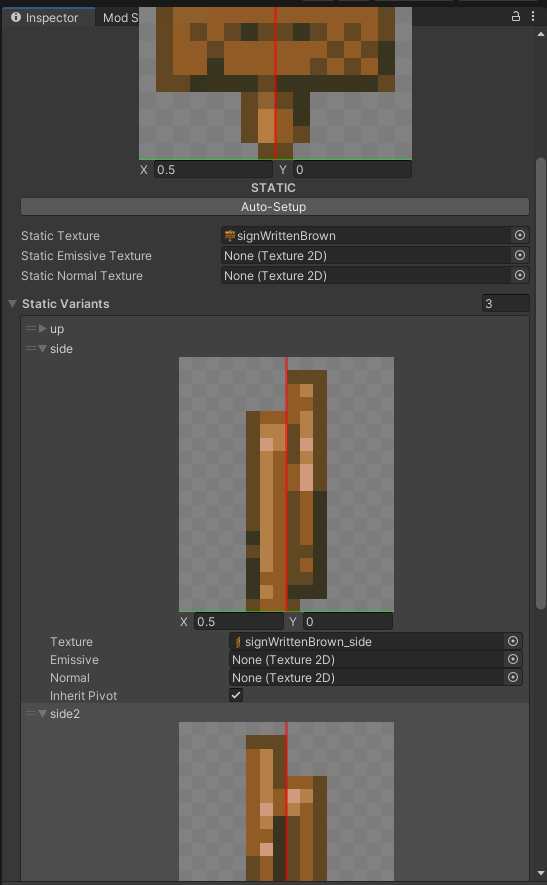 Inspector Mod S
X 0.5 Y 0
STATIC
Auto-Setup
Static Texture signWrittenBrown
Static Emissive Texture None (Texture 2D)
Static Normal Texture None (Texture 2D)
Static Variants 3
up
side
X 0.5 Y 0
Texture signWrittenBrown_side
Emissive None (Texture 2D)
Normal None (Texture 2D)
Inherit Pivot
side2